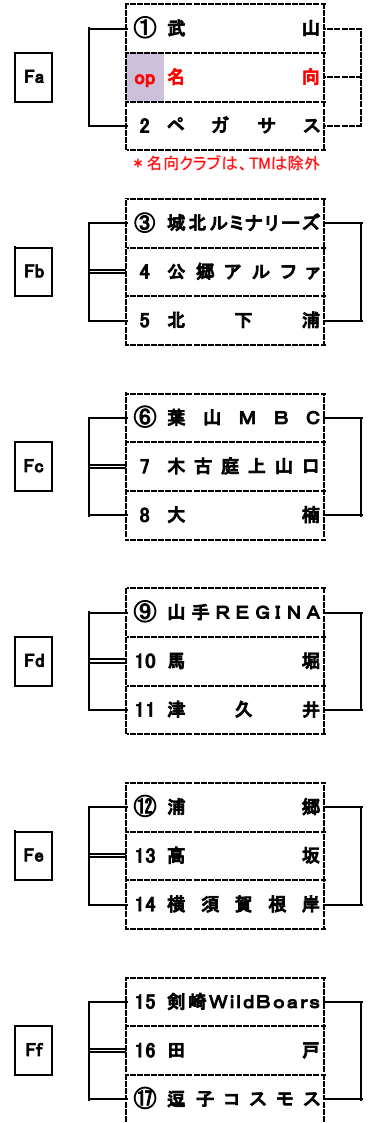 ① 武山
Fa op 名向
2 ペガサス
＊名向クラブは、TMは除外
③ 城北ルミナリーズ
Fb 4 公郷アルファ
5 北下浦
⑥ 葉山ＭＢＣ
Fc 7 木古庭上山口
8 大楠
⑨ 山手ＲＥＧＩＮＡ
Fd 10 馬堀
11 津久井
⑫ 浦郷
Fe 13 高坂
14 横須賀根岸
15 剣崎WildBoars
Ff 16 田戸
⑰ 逗子コスモス